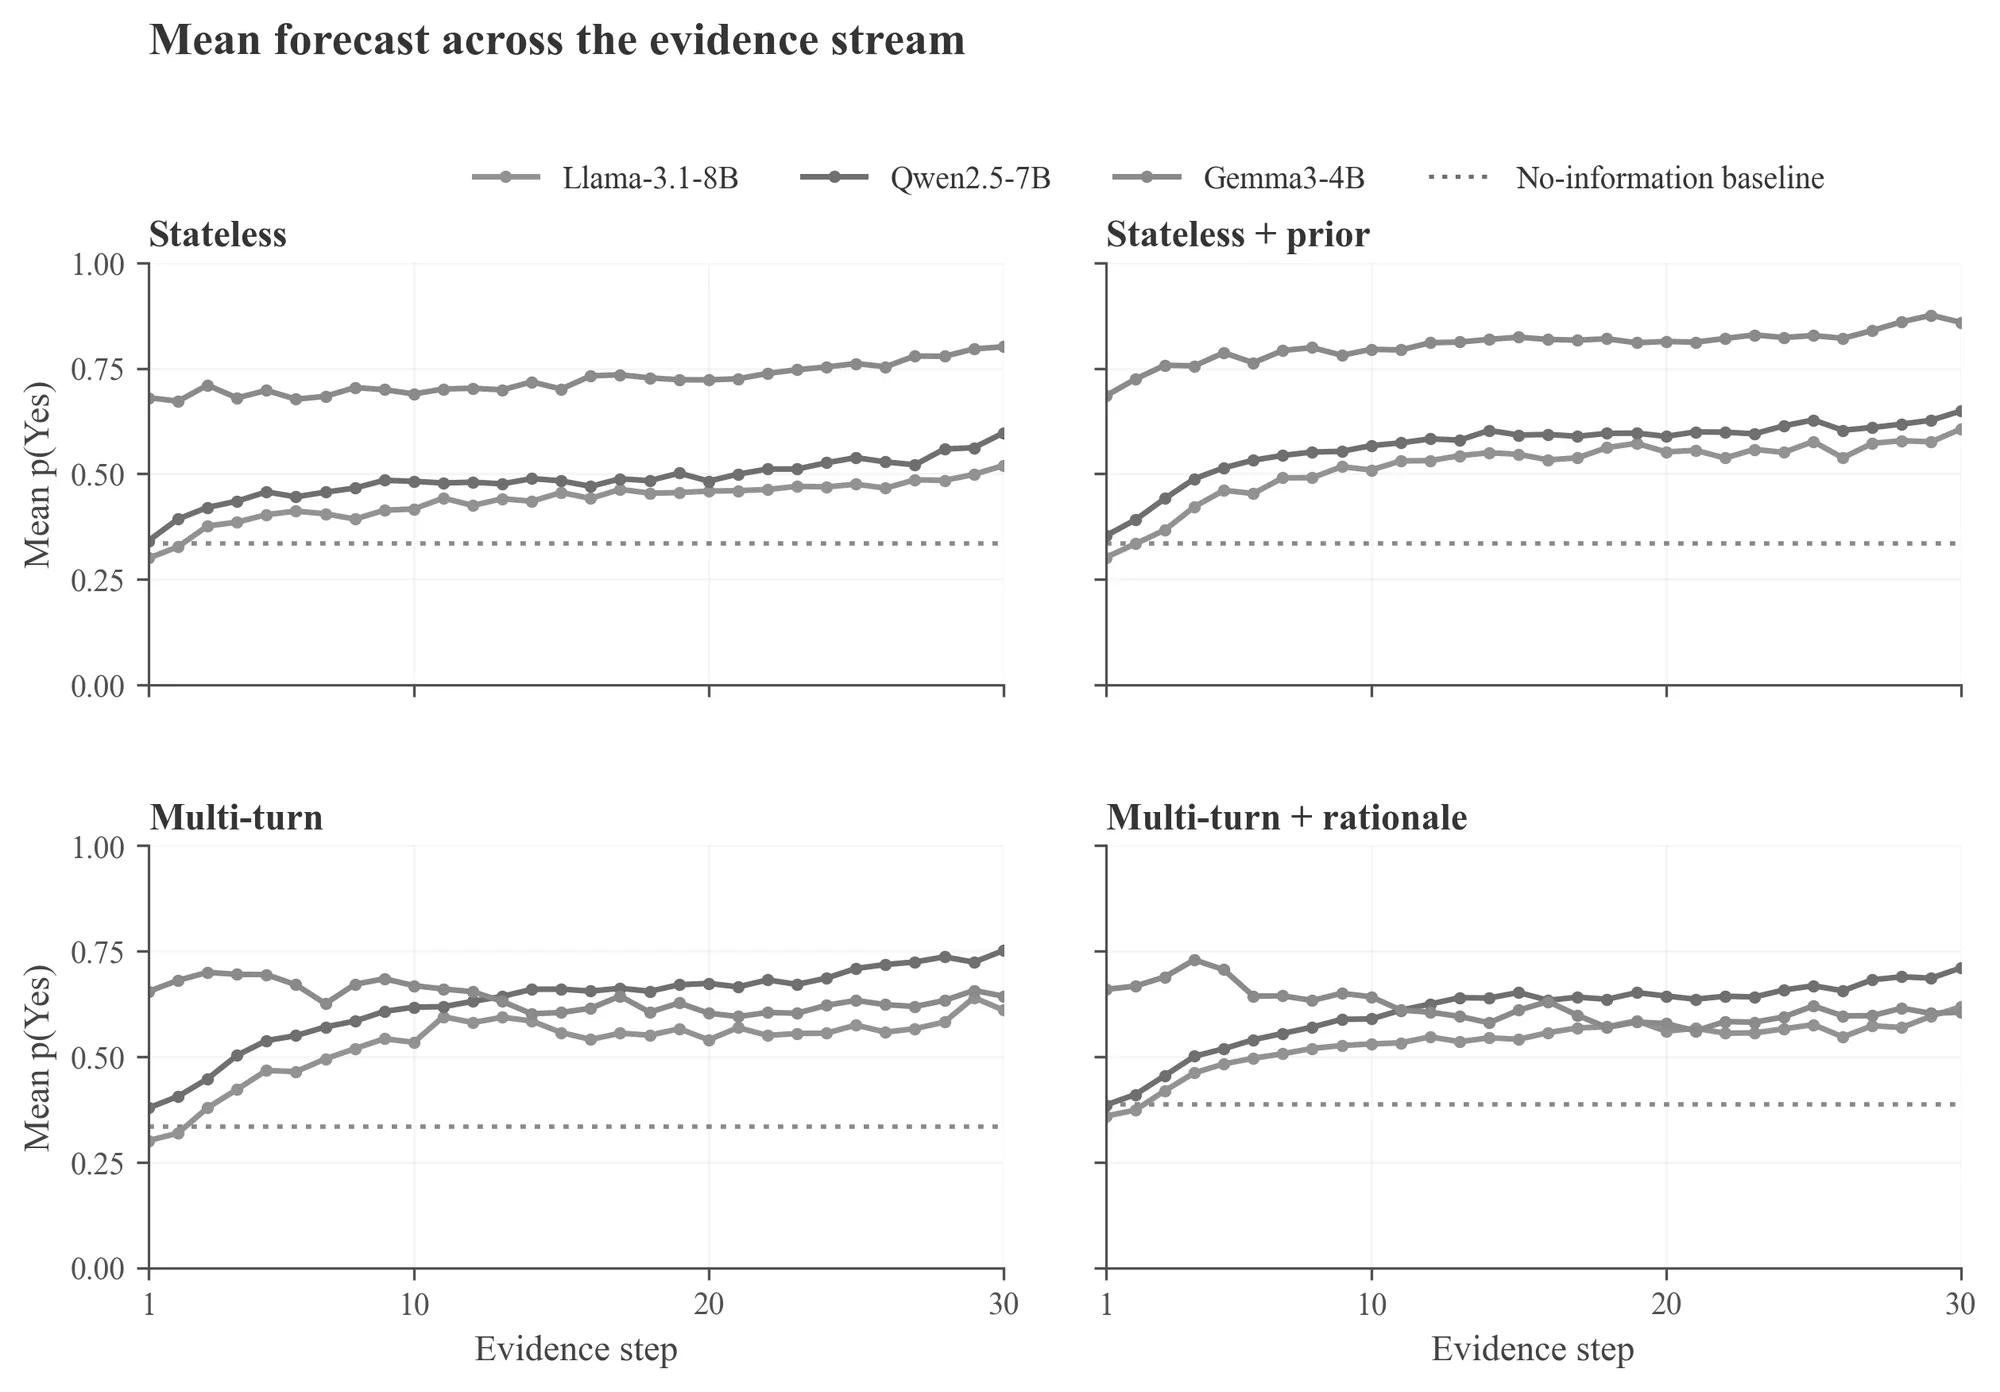 Mean forecast across the evidence stream
Llama-3.1-8B Qwen2.5-7B Gemma3-4B No-information baseline
Stateless
Stateless + prior
1.00
0.75
0.50
0.25
0.00
Mean p(Yes)
Multi-turn
Multi-turn + rationale
1.00
0.75
0.50
0.25
0.00
Mean p(Yes)
1 10 20 30
1 10 20 30
Evidence step
Evidence step